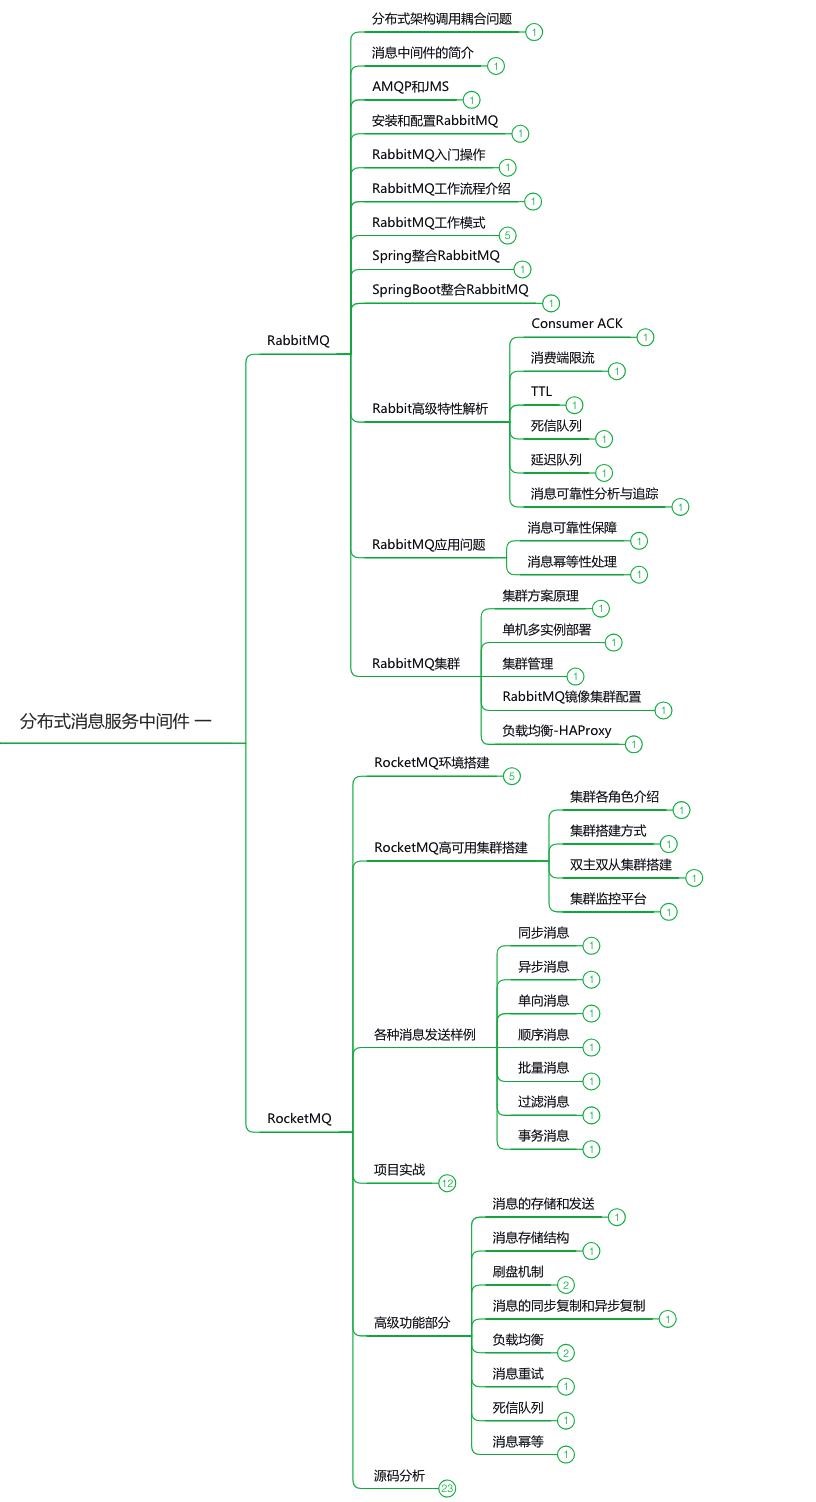 分布式架构调用耦合问题 1
消息中间件的简介 1
AMQP和JMS 1
安装和配置RabbitMQ 1
RabbitMQ入门操作 1
RabbitMQ工作流程介绍 1
RabbitMQ工作模式 5
Spring整合RabbitMQ 1
SpringBoot整合RabbitMQ 1
Consumer ACK 1
RabbitMQ
消费端限流 1
TTL 1
Rabbit高级特性解析
死信队列 1
延迟队列 1
消息可靠性分析与追踪 1
消息可靠性保障 1
RabbitMQ应用问题
消息幂等性处理 1
集群方案原理 1
单机多实例部署 1
RabbitMQ集群
集群管理 1
RabbitMQ镜像集群配置 1
分布式消息服务中间件 一
负载均衡-HAProxy 1
RocketMQ环境搭建 5
集群各角色介绍 1
集群搭建方式 1
RocketMQ高可用集群搭建
双主双从集群搭建 1
集群监控平台 1
同步消息 1
异步消息 1
单向消息 1
各种消息发送样例
顺序消息 1
批量消息 1
过滤消息 1
RocketMQ
事务消息 1
项目实战 12
消息的存储和发送 1
消息存储结构 1
刷盘机制 2
消息的同步复制和异步复制 1
高级功能部分
负载均衡 2
消息重试 1
死信队列 1
消息幂等 1
源码分析 23